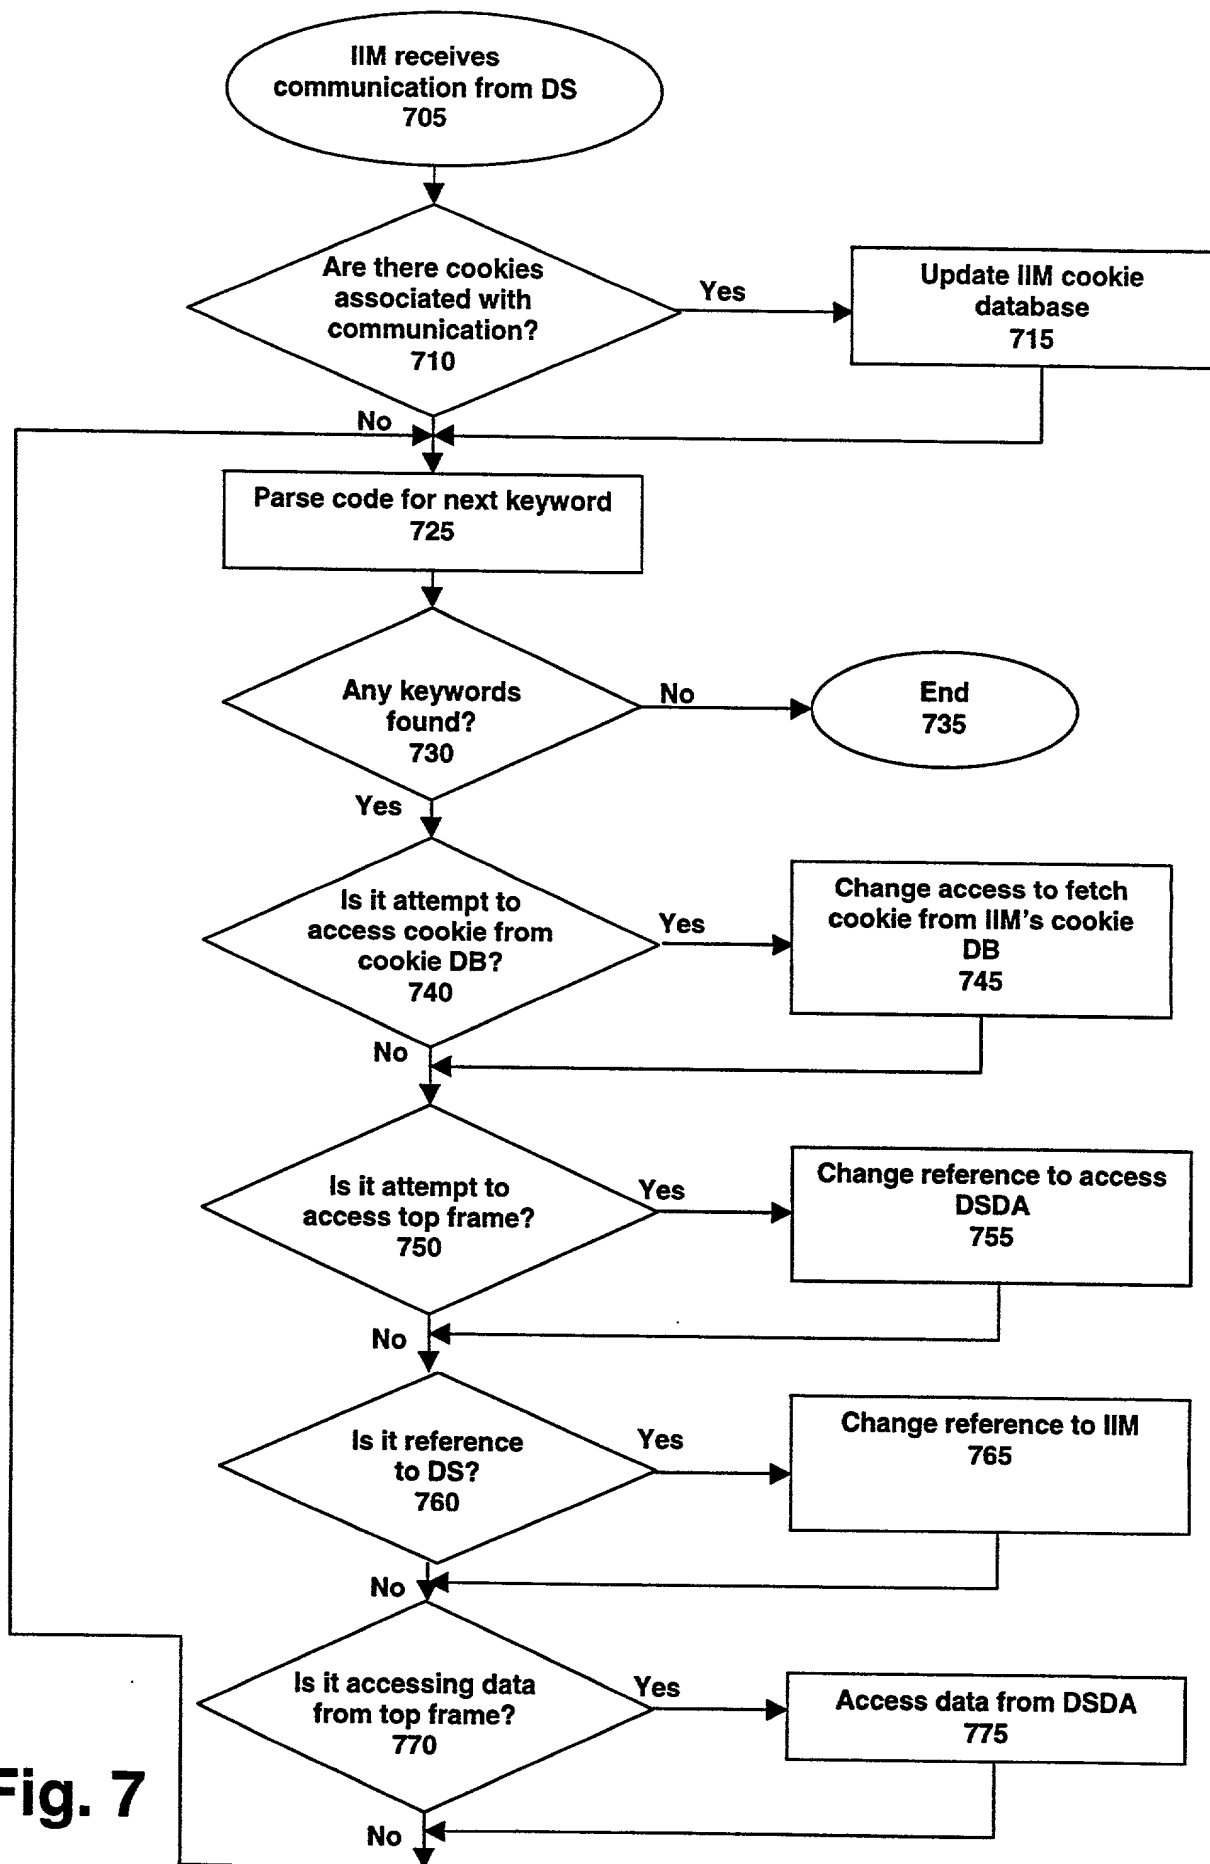 IIM receives
communication from DS
705
Are there cookies
associated with
communication?
710
Yes
Update IIM cookie
database
715
No
Parse code for next keyword
725
Any keywords
found?
730
No
End
735
Yes
Is it attempt to
access cookie from
cookie DB?
740
Yes
Change access to fetch
cookie from IIM's cookie
DB
745
No
Is it attempt to
access top frame?
750
Yes
Change reference to access
DSDA
755
No
Is it reference
to DS?
760
Yes
Change reference to IIM
765
No
Is it accessing data
from top frame?
770
Yes
Access data from DSDA
775
No
Fig. 7